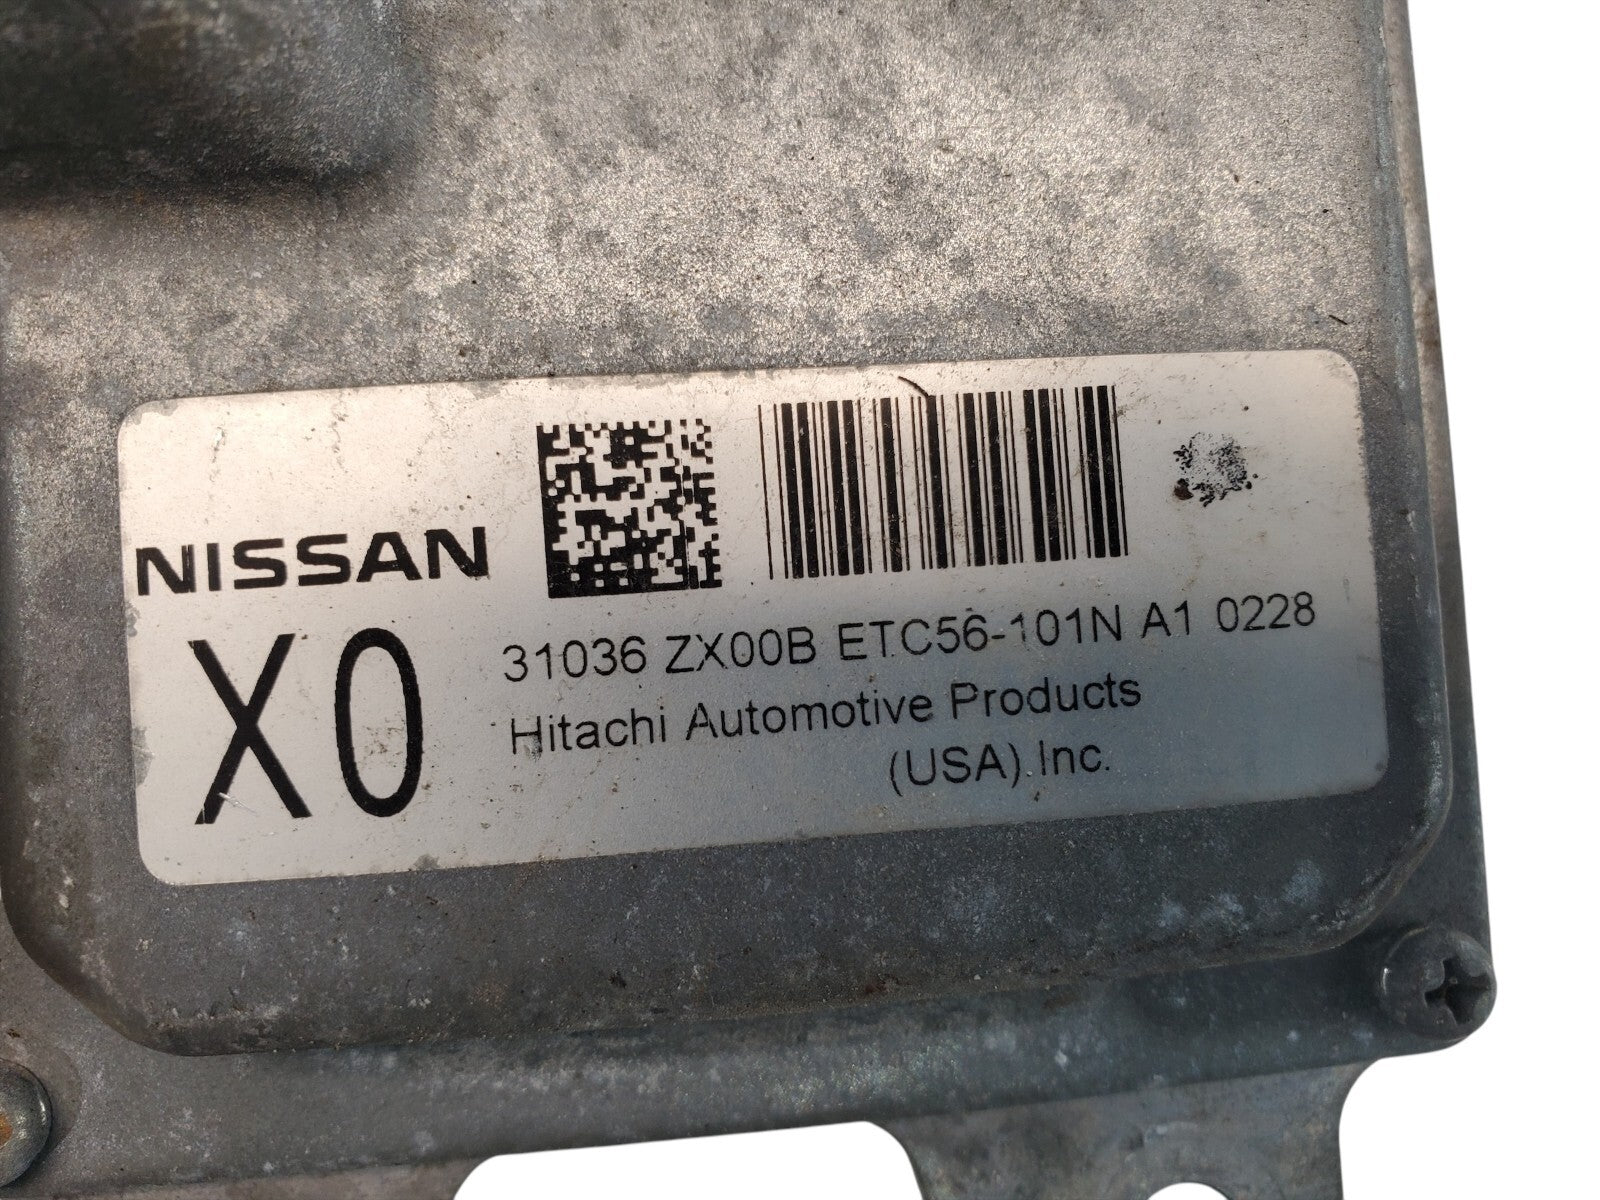 NISSAN
X0
31036 ZX00B ETC56-101N A1 0228
Hitachi Automotive Products
(USA) Inc.